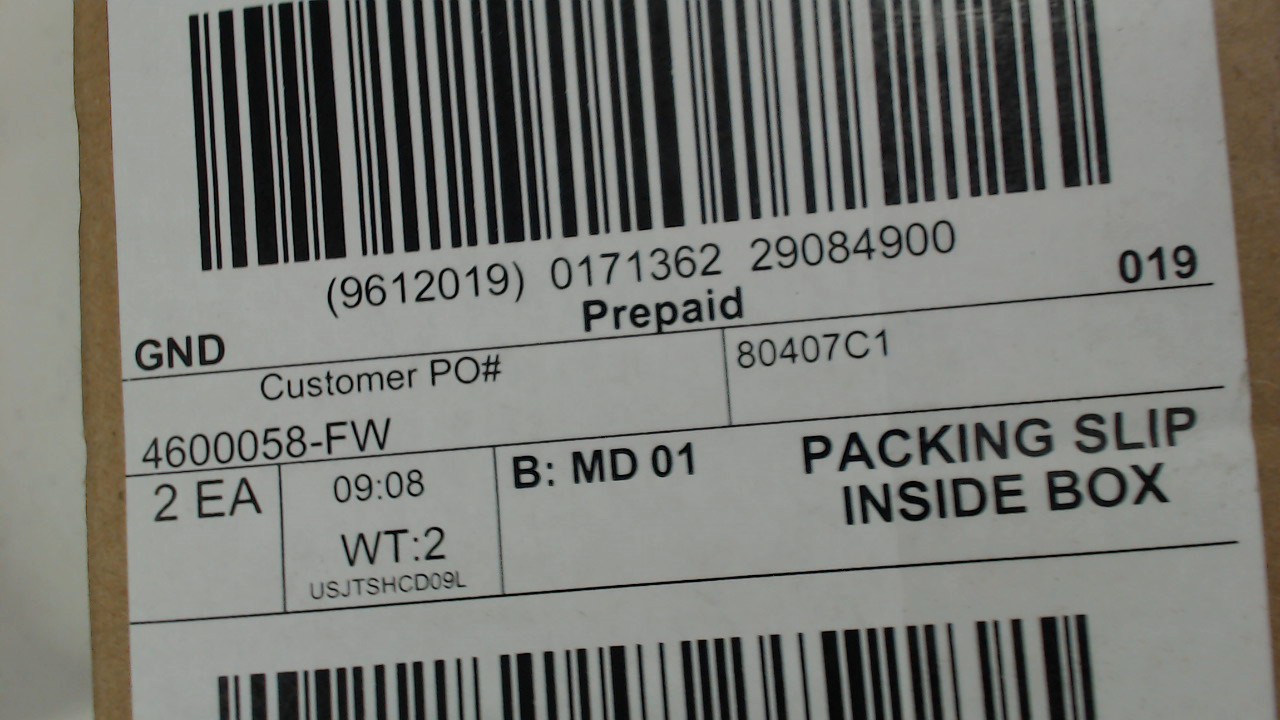 (9612019) 0171362 29084900
019
Prepaid
GND
Customer PO#
80407C1
4600058-FW
2 EA
09:08
WT:2
USJTSHCD09L
B: MD 01
PACKING SLIP
INSIDE BOX